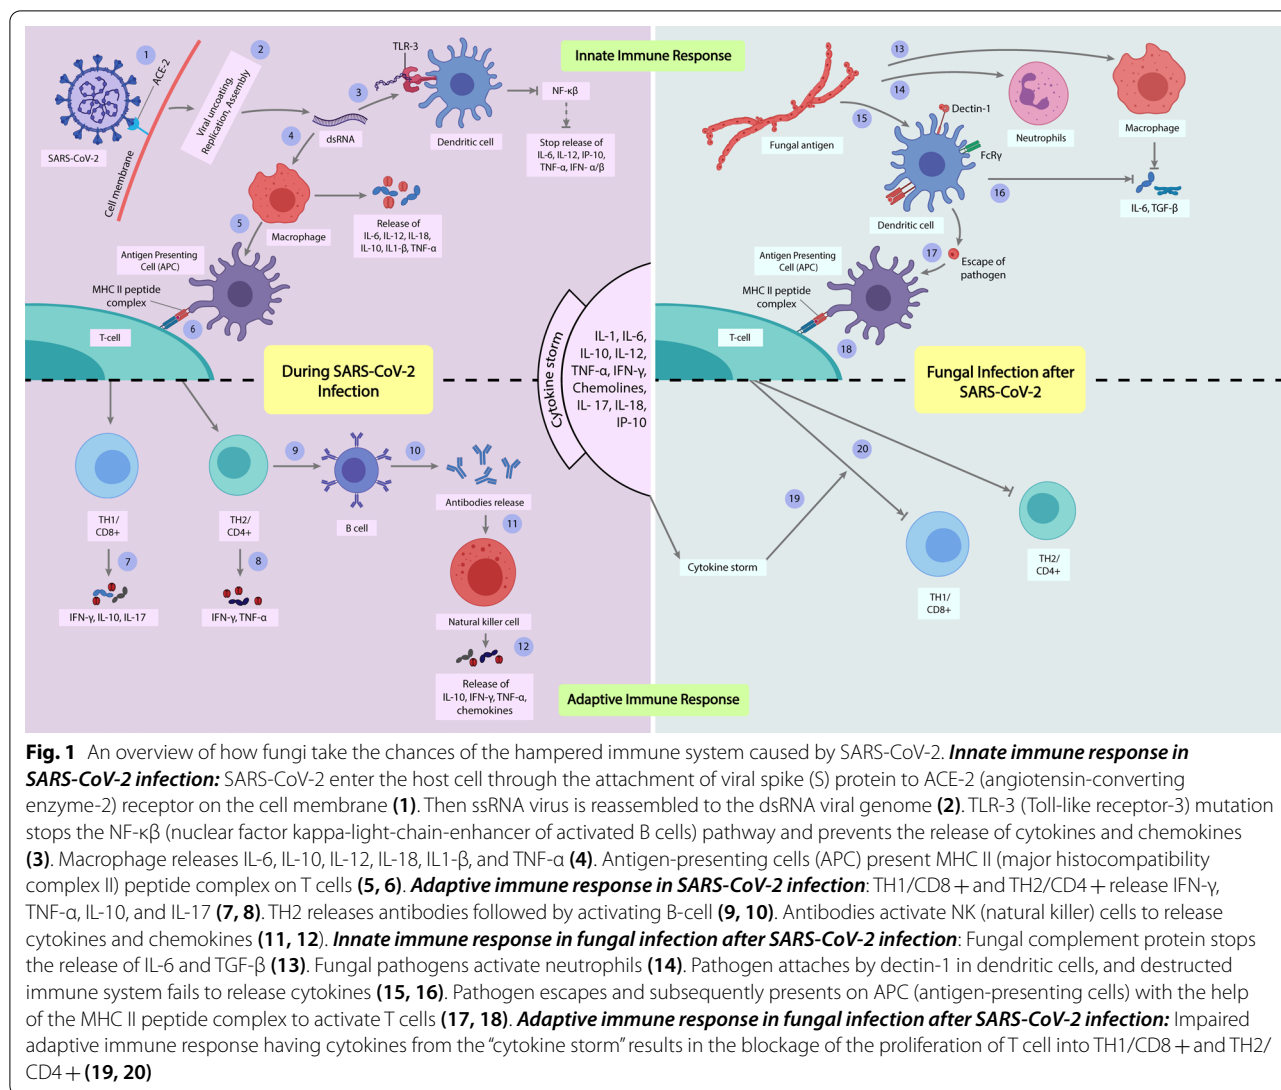 1
2
ACE-2
Viral uncoating,
Replication, Assembly
SARS-CoV-2
Cell membrane
3
TLR-3
dsRNA
Dendritic cell
NF-κβ
Stop release of
IL-6, IL-12, IP-10,
TNF-α, IFN- α/β
4
Macrophage
Release of
IL-6, IL-12, IL-18,
IL-10, IL1-β, TNF-α
5
Antigen Presenting
Cell (APC)
MHC II peptide
complex
6
T-cell
Innate Immune Response
During SARS-CoV-2
Infection
Cytokine storm
IL-1, IL-6,
IL-10, IL-12,
TNF-α, IFN-γ,
Chemolines,
IL- 17, IL-18,
IP-10
TH1/
CD8+
7
IFN-γ, IL-10, IL-17
TH2/
CD4+
8
IFN-γ, TNF-α
9
B cell
10
Antibodies release
11
Natural killer cell
12
Release of
IL-10, IFN-γ, TNF-α,
chemokines
Adaptive Immune Response
13
14
15
Fungal antigen
Dectin-1
FcRγ
Neutrophils
Macrophage
Dendritic cell
16
IL-6, TGF-β
17
Escape of
pathogen
Antigen Presenting
Cell (APC)
MHC II peptide
complex
T-cell
18
Fungal Infection after
SARS-CoV-2
Cytokine storm
19
20
TH1/
CD8+
TH2/
CD4+
Fig. 1 An overview of how fungi take the chances of the hampered immune system caused by SARS-CoV-2. Innate immune response in
SARS-CoV-2 infection: SARS-CoV-2 enter the host cell through the attachment of viral spike (S) protein to ACE-2 (angiotensin-converting
enzyme-2) receptor on the cell membrane (1). Then ssRNA virus is reassembled to the dsRNA viral genome (2). TLR-3 (Toll-like receptor-3) mutation
stops the NF-κβ (nuclear factor kappa-light-chain-enhancer of activated B cells) pathway and prevents the release of cytokines and chemokines
(3). Macrophage releases IL-6, IL-10, IL-12, IL-18, IL1-β, and TNF-α (4). Antigen-presenting cells (APC) present MHC II (major histocompatibility
complex II) peptide complex on T cells (5, 6). Adaptive immune response in SARS-CoV-2 infection: TH1/CD8+ and TH2/CD4+ release IFN-γ,
TNF-α, IL-10, and IL-17 (7, 8). TH2 releases antibodies followed by activating B-cell (9, 10). Antibodies activate NK (natural killer) cells to release
cytokines and chemokines (11, 12). Innate immune response in fungal infection after SARS-CoV-2 infection: Fungal complement protein stops
the release of IL-6 and TGF-β (13). Fungal pathogens activate neutrophils (14). Pathogen attaches by dectin-1 in dendritic cells, and destructed
immune system fails to release cytokines (15, 16). Pathogen escapes and subsequently presents on APC (antigen-presenting cells) with the help
of the MHC II peptide complex to activate T cells (17, 18). Adaptive immune response in fungal infection after SARS-CoV-2 infection: Impaired
adaptive immune response having cytokines from the “cytokine storm” results in the blockage of the proliferation of T cell into TH1/CD8+ and TH2/
CD4+ (19, 20)